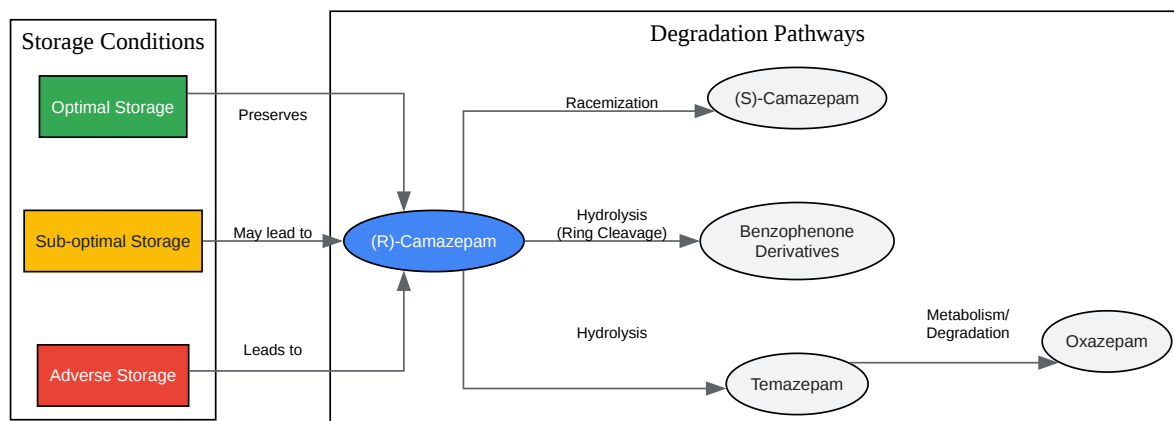 Storage Conditions
Optimal Storage
Preserves
Sub-optimal Storage
May lead to
Adverse Storage
Leads to
Degradation Pathways
(R)-Camazepam
Racemization
(S)-Camazepam
Hydrolysis
(Ring Cleavage)
Benzophenone
Derivatives
Hydrolysis
Temazepam
Metabolism/
Degradation
Oxazepam